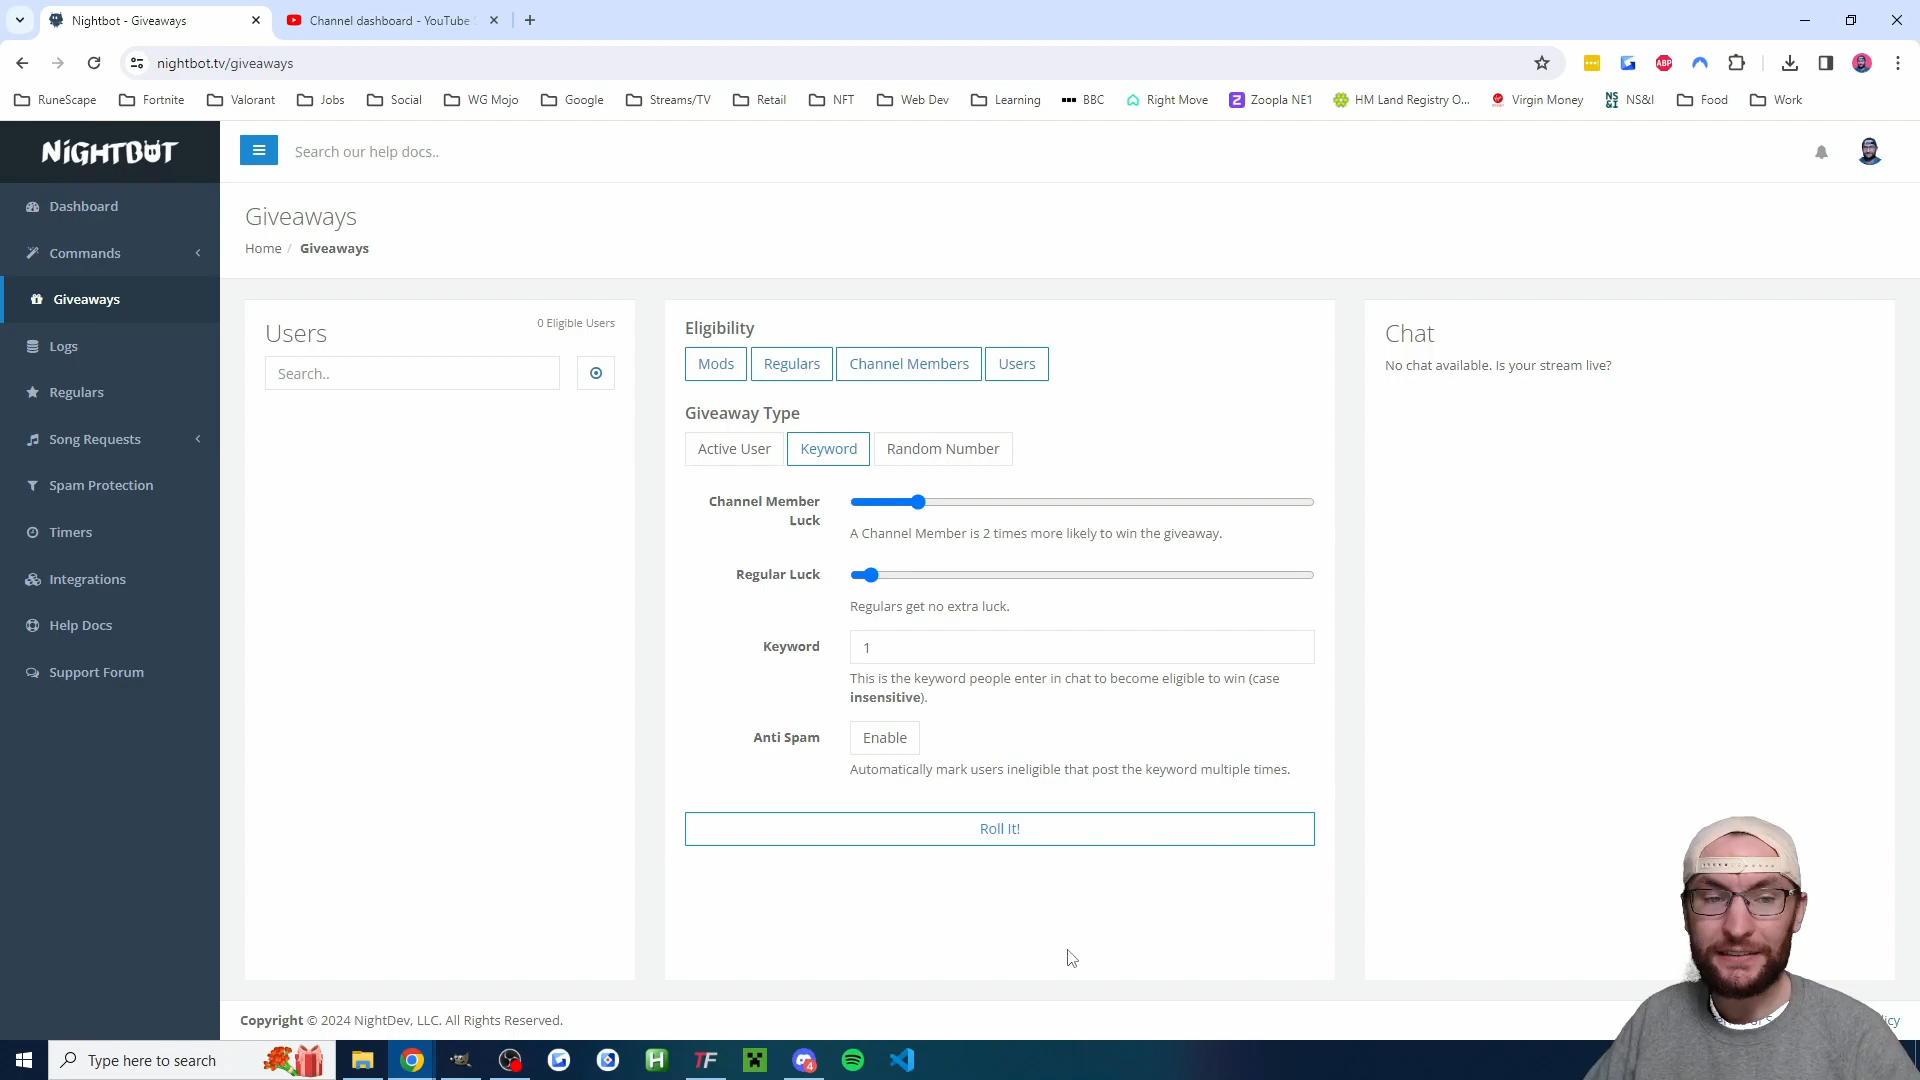 Nightbot - Giveaways
Channel dashboard - YouTube
nightbot.tv/giveaways
RuneScape
Fortnite
Valorant
Jobs
Social
WG Mojo
Google
Streams/TV
Retail
NFT
Web Dev
Learning
BBC
Right Move
Zoopla NE1
HM Land Registry O...
Virgin Money
NS&I
Food
Work
NIGHTBOT
Search our help docs..
Dashboard
Commands
Giveaways
Logs
Regulars
Song Requests
Spam Protection
Timers
Integrations
Help Docs
Support Forum
Giveaways
Home / Giveaways
Users
0 Eligible Users
Search..
Eligibility
Mods
Regulars
Channel Members
Users
Giveaway Type
Active User
Keyword
Random Number
Channel Member
Luck
A Channel Member is 2 times more likely to win the giveaway.
Regular Luck
Regulars get no extra luck.
Keyword
1
This is the keyword people enter in chat to become eligible to win (case
insensitive).
Anti Spam
Enable
Automatically mark users ineligible that post the keyword multiple times.
Roll It!
Chat
No chat available. Is your stream live?
Copyright © 2024 NightDev, LLC. All Rights Reserved.
Type here to search